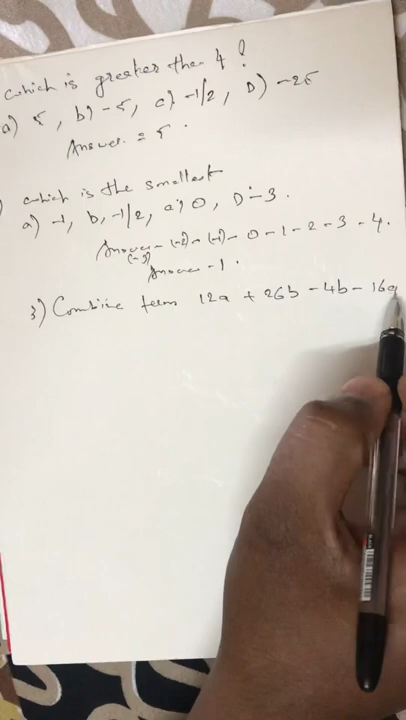 which is greater then 4 ?
a) 5, b) -5, c) -1/2, D) -25
Answer = 5.
which is the smallest
a) -1, b, -1/2, a) 0, D -3.
Answer - (-2) - (-1) - 0 - 1 - 2 - 3 - 4.
(-3)
Answer - 1.
3) Combine term 12a + 26b - 4b - 16a